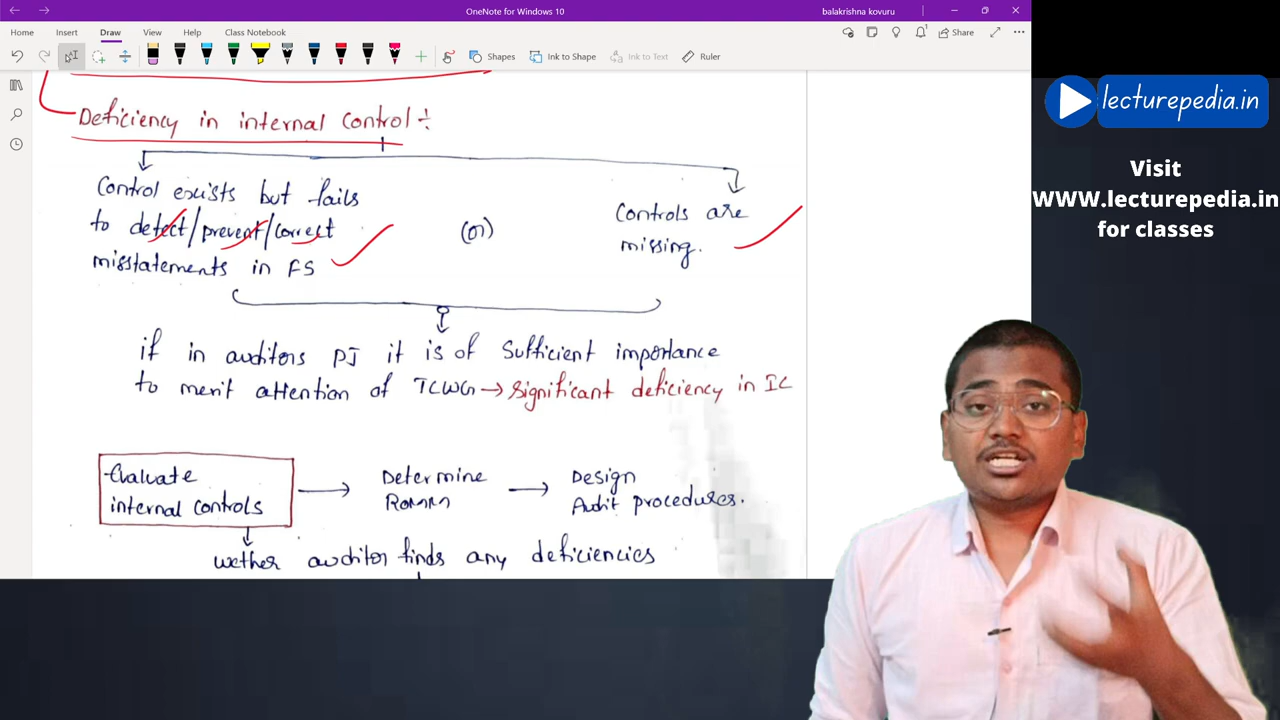 OneNote for Windows 10
balakrishna kovuru
Home Insert Draw View Help Class Notebook
Share
Shapes Ink to Shape Ink to Text Ruler
Deficiency in internal Control :-
Control exists but fails
to detect/prevent/correct
misstatements in FS
(or)
Controls are
missing.
if in auditors PJ it is of Sufficient importance
to merit attention of TCWG → Significant deficiency in IC
Evaluate
internal controls
Determine
ROMM
Design
Audit procedures.
wether auditor finds any deficiencies
lecturepedia.in
Visit
WWW.lecturepedia.in
for classes